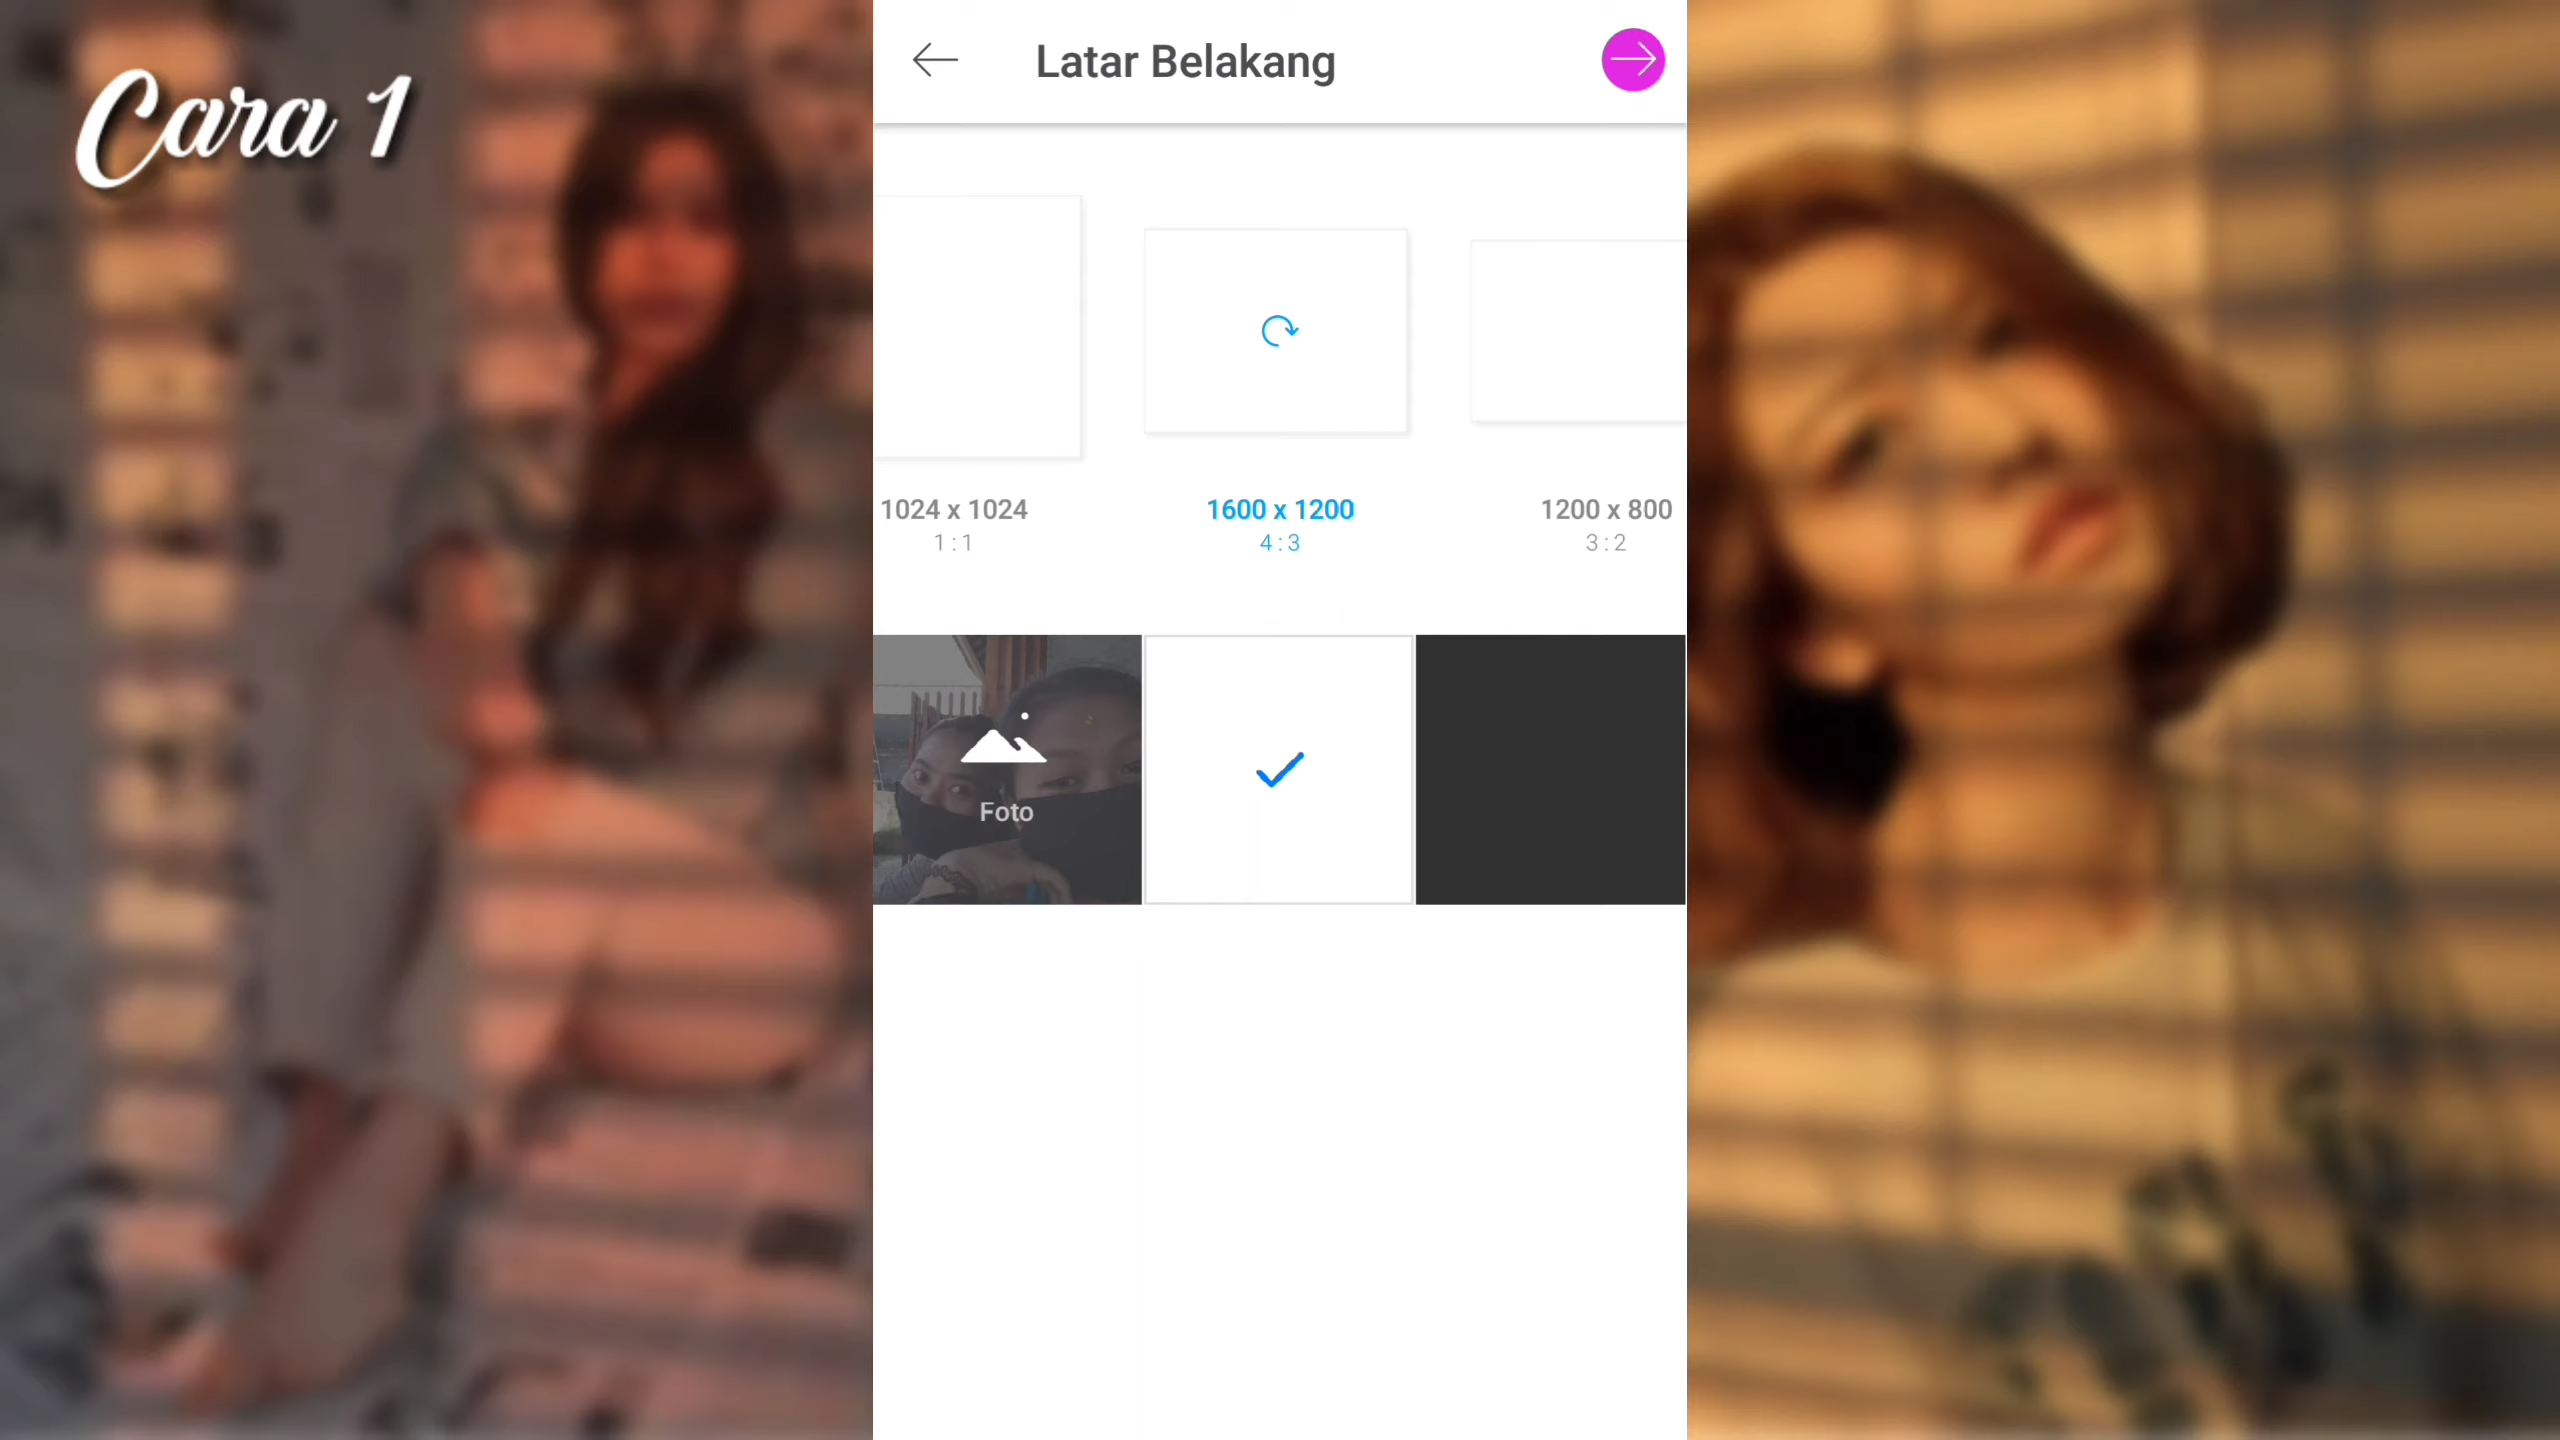 Cara 1
Latar Belakang
1024 x 1024
1 : 1
1600 x 1200
4 : 3
1200 x 800
3 : 2
Foto